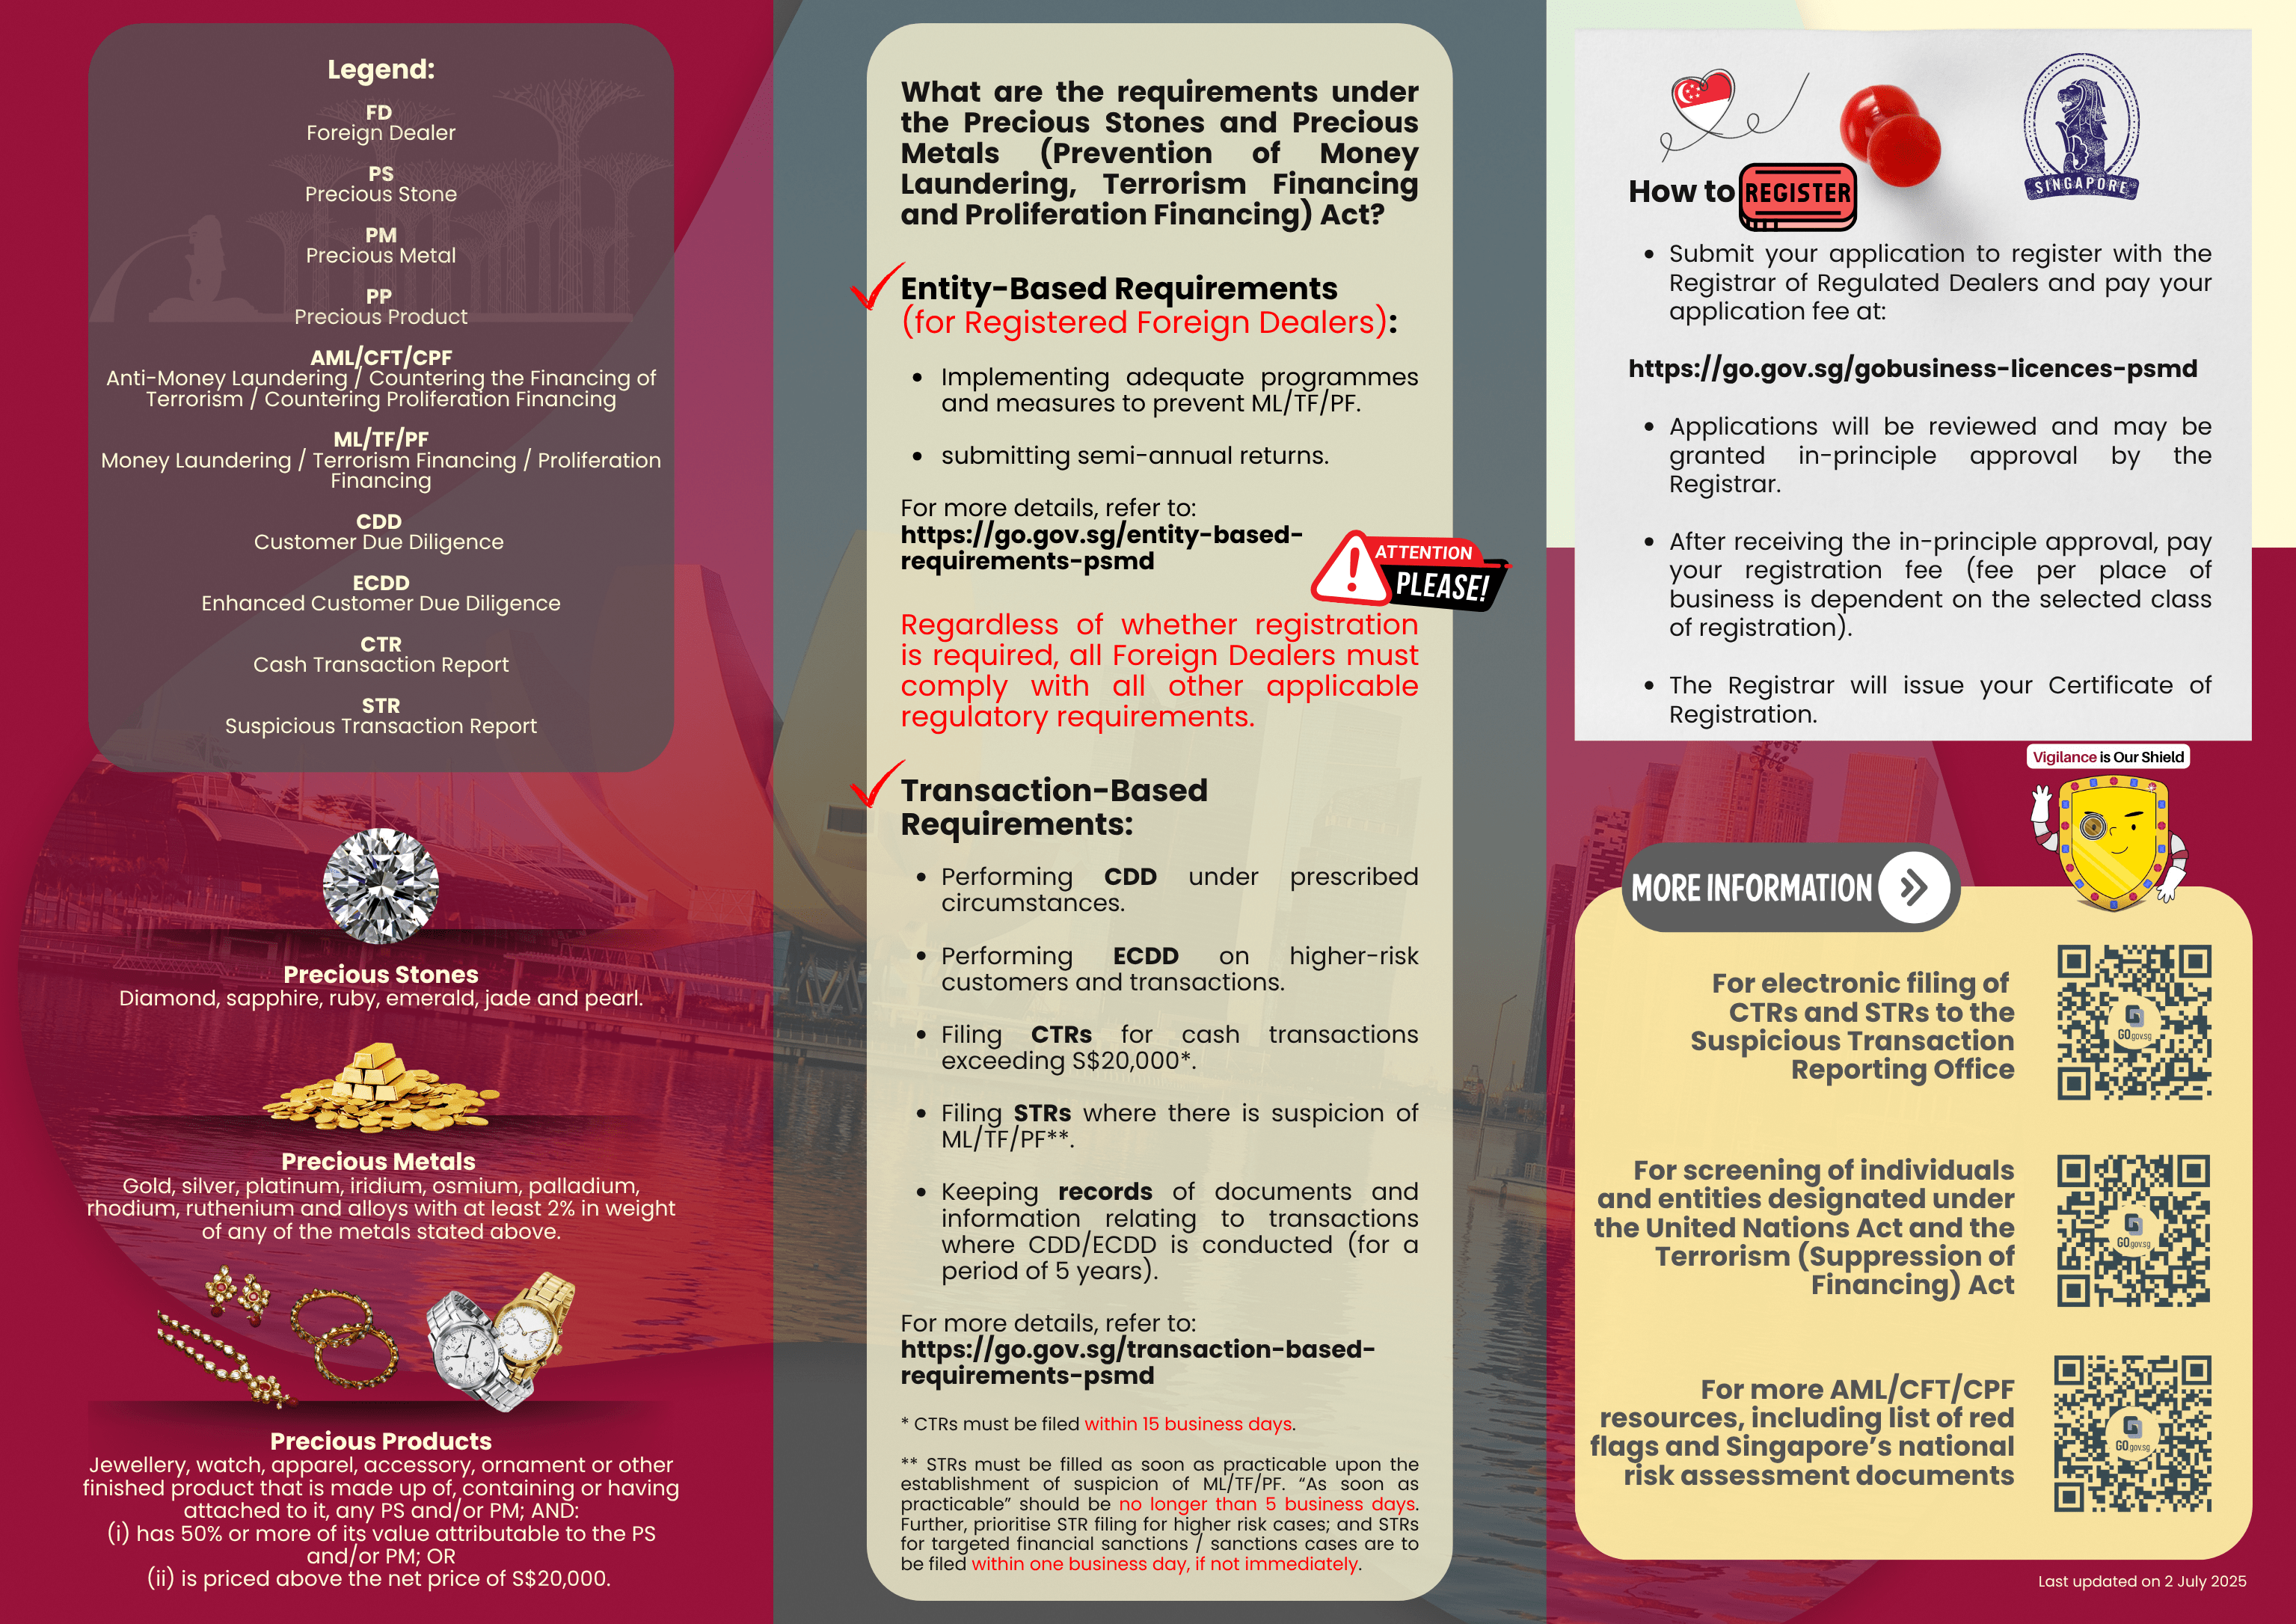 Legend:
FD
Foreign Dealer
PS
Precious Stone
PM
Precious Metal
PP
Precious Product
AML/CFT/CPF
Anti-Money Laundering / Countering the Financing of
Terrorism / Countering Proliferation Financing
ML/TF/PF
Money Laundering / Terrorism Financing / Proliferation
Financing
CDD
Customer Due Diligence
ECDD
Enhanced Customer Due Diligence
CTR
Cash Transaction Report
STR
Suspicious Transaction Report
Precious Stones
Diamond, sapphire, ruby, emerald, jade and pearl.
Precious Metals
Gold, silver, platinum, iridium, osmium, palladium,
rhodium, ruthenium and alloys with at least 2% in weight
of any of the metals stated above.
Precious Products
Jewellery, watch, apparel, accessory, ornament or other
finished product that is made up of, containing or having
attached to it, any PS and/or PM; AND:
(i) has 50% or more of its value attributable to the PS
and/or PM; OR
(ii) is priced above the net price of S$20,000.
What are the requirements under
the Precious Stones and Precious
Metals (Prevention of Money
Laundering, Terrorism Financing
and Proliferation Financing) Act?
Entity-Based Requirements
(for Registered Foreign Dealers):
• Implementing adequate programmes
and measures to prevent ML/TF/PF.
• submitting semi-annual returns.
For more details, refer to:
https://go.gov.sg/entity-based-
requirements-psmd
ATTENTION
PLEASE!
Regardless of whether registration
is required, all Foreign Dealers must
comply with all other applicable
regulatory requirements.
Transaction-Based
Requirements:
• Performing CDD under prescribed
circumstances.
• Performing ECDD on higher-risk
customers and transactions.
• Filing CTRs for cash transactions
exceeding S$20,000*.
• Filing STRs where there is suspicion of
ML/TF/PF**.
• Keeping records of documents and
information relating to transactions
where CDD/ECDD is conducted (for a
period of 5 years).
For more details, refer to:
https://go.gov.sg/transaction-based-
requirements-psmd
* CTRs must be filed within 15 business days.
** STRs must be filled as soon as practicable upon the
establishment of suspicion of ML/TF/PF. “As soon as
practicable” should be no longer than 5 business days.
Further, prioritise STR filing for higher risk cases; and STRs
for targeted financial sanctions / sanctions cases are to
be filed within one business day, if not immediately.
SINGAPORE
How to REGISTER
• Submit your application to register with the
Registrar of Regulated Dealers and pay your
application fee at:
https://go.gov.sg/gobusiness-licences-psmd
• Applications will be reviewed and may be
granted in-principle approval by the
Registrar.
• After receiving the in-principle approval, pay
your registration fee (fee per place of
business is dependent on the selected class
of registration).
• The Registrar will issue your Certificate of
Registration.
Vigilance is Our Shield
MORE INFORMATION
For electronic filing of
CTRs and STRs to the
Suspicious Transaction
Reporting Office
GO.gov.sg
For screening of individuals
and entities designated under
the United Nations Act and the
Terrorism (Suppression of
Financing) Act
GO.gov.sg
For more AML/CFT/CPF
resources, including list of red
flags and Singapore’s national
risk assessment documents
GO.gov.sg
Last updated on 2 July 2025